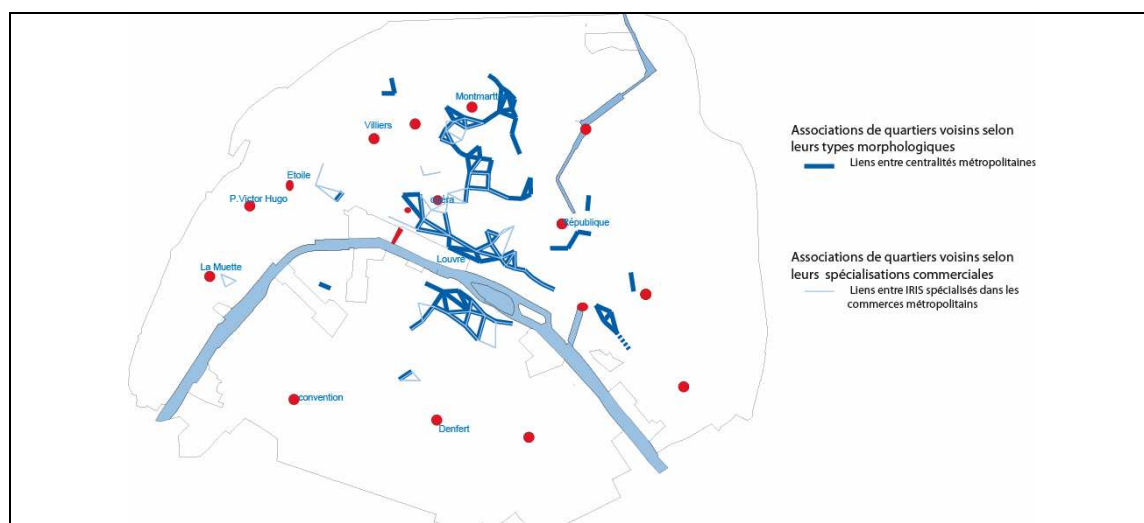 Montmartr
Villiers
Etoile
P.Victor Hugo
opéra
République
La Muette
Louvre
convention
Denfert
Associations de quartiers voisins selon
leurs types morphologiques
Liens entre centralités métropolitaines
Associations de quartiers voisins selon
leurs spécialisations commerciales
Liens entre IRIS spécialisés dans les
commerces métropolitains